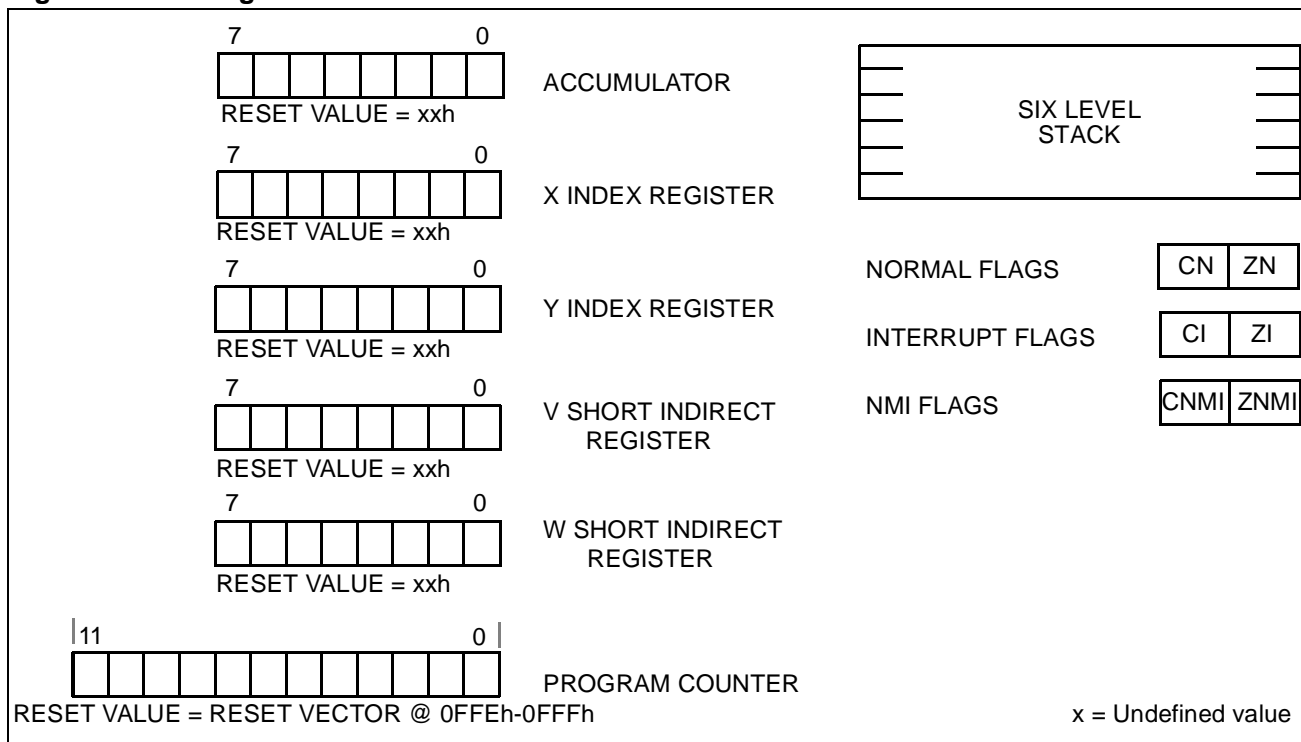 7 0
ACCUMULATOR
RESET VALUE = xxh
7 0
X INDEX REGISTER
RESET VALUE = xxh
7 0
Y INDEX REGISTER
RESET VALUE = xxh
7 0
V SHORT INDIRECT
REGISTER
RESET VALUE = xxh
7 0
W SHORT INDIRECT
REGISTER
RESET VALUE = xxh
11 0
PROGRAM COUNTER
RESET VALUE = RESET VECTOR @ 0FFEh-0FFFh
SIX LEVEL
STACK
NORMAL FLAGS CN ZN
INTERRUPT FLAGS CI ZI
NMI FLAGS CNMI ZNMI
x = Undefined value